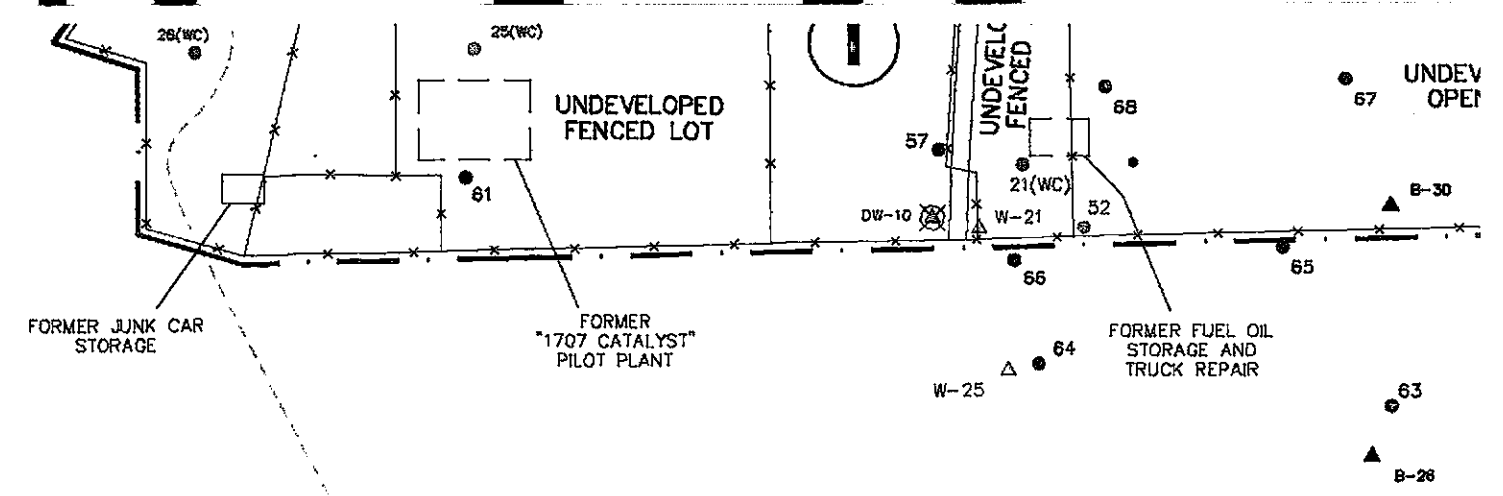 26(WC)
25(WC)
UNDEVELOPED
FENCED LOT
61
UNDEVELO
FENCED
57
21(WC)
68
67
UNDEV
OPEN
B-30
DW-10
W-21
52
66
65
FORMER JUNK CAR
STORAGE
FORMER
"1707 CATALYST"
PILOT PLANT
FORMER FUEL OIL
STORAGE AND
TRUCK REPAIR
W-25
64
63
B-26